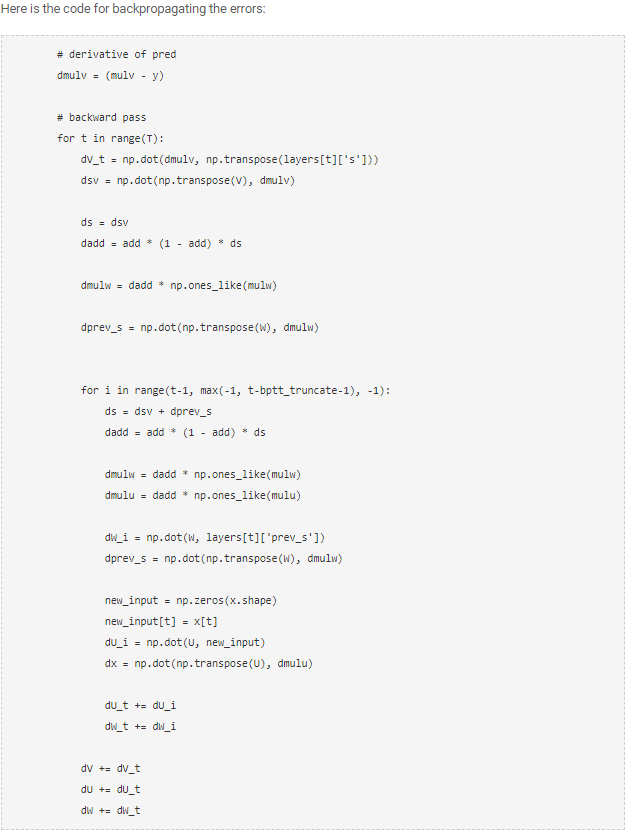 Here is the code for backpropagating the errors:
# derivative of pred
dmulv = (mulv - y)
# backward pass
for t in range(T):
dV_t = np.dot(dmulv, np.transpose(layers[t]['s']))
dsv = np.dot(np.transpose(V), dmulv)
ds = dsv
dadd = add * (1 - add) * ds
dmulw = dadd * np.ones_like(mulw)
dprev_s = np.dot(np.transpose(W), dmulw)
for i in range(t-1, max(-1, t-bptt_truncate-1), -1):
ds = dsv + dprev_s
dadd = add * (1 - add) * ds
dmulw = dadd * np.ones_like(mulw)
dmulu = dadd * np.ones_like(mulu)
dW_i = np.dot(W, layers[t]['prev_s'])
dprev_s = np.dot(np.transpose(W), dmulw)
new_input = np.zeros(x.shape)
new_input[t] = x[t]
dU_i = np.dot(U, new_input)
dx = np.dot(np.transpose(U), dmulu)
dU_t += dU_i
dW_t += dW_i
dV += dV_t
dU += dU_t
dW += dW_t